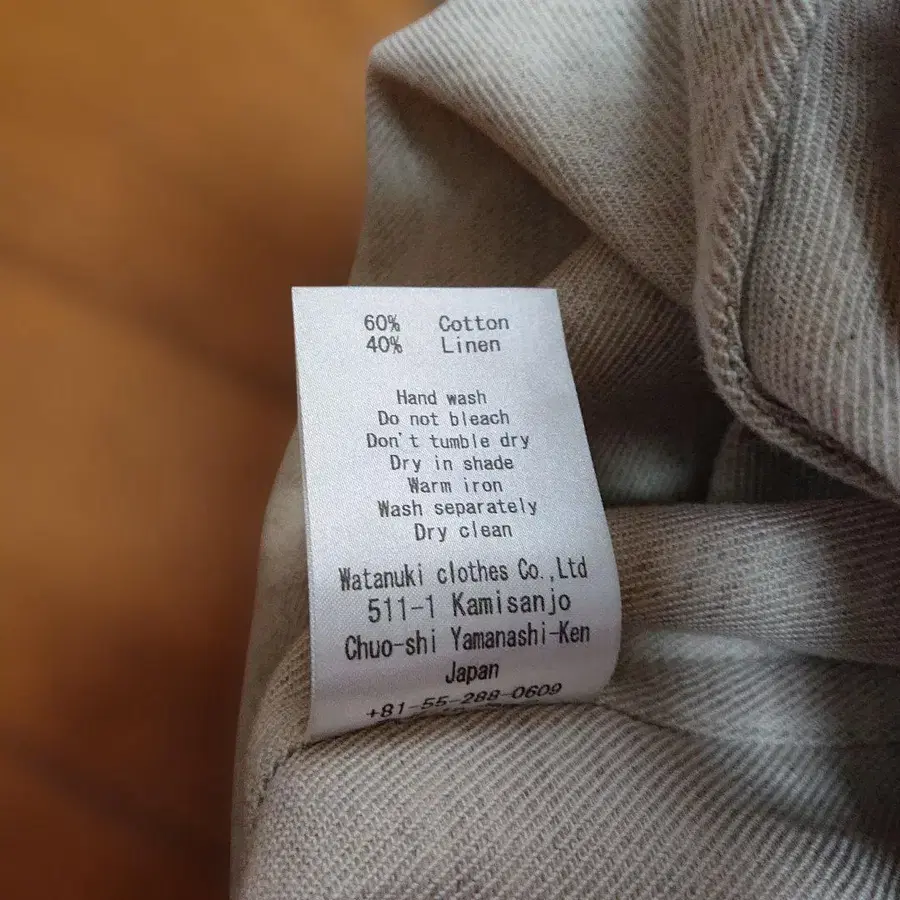 60% Cotton
40% Linen
Hand wash
Do not bleach
Don't tumble dry
Dry in shade
Warm iron
Wash separately
Dry clean
Watanuki clothes Co.,Ltd
511-1 Kamisanjo
Chuo-shi Yamanashi-Ken
Japan
+81-55-288-0609